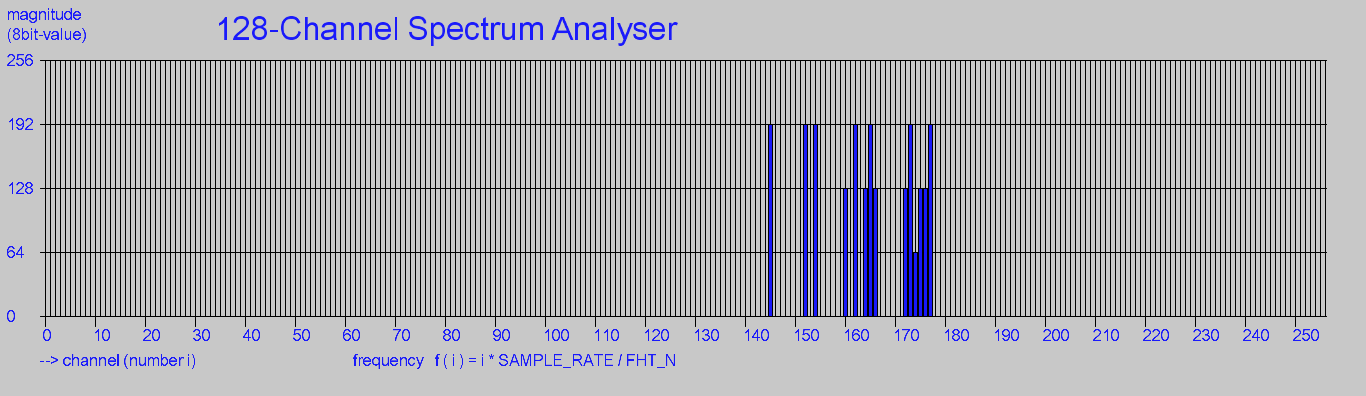 magnitude
(8bit-value)
128-Channel Spectrum Analyser
256
192
128
64
0
0 10 20 30 40 50 60 70 80 90 100 110 120 130 140 150 160 170 180 190 200 210 220 230 240 250
--> channel (number i) frequency f ( i ) = i * SAMPLE_RATE / FHT_N